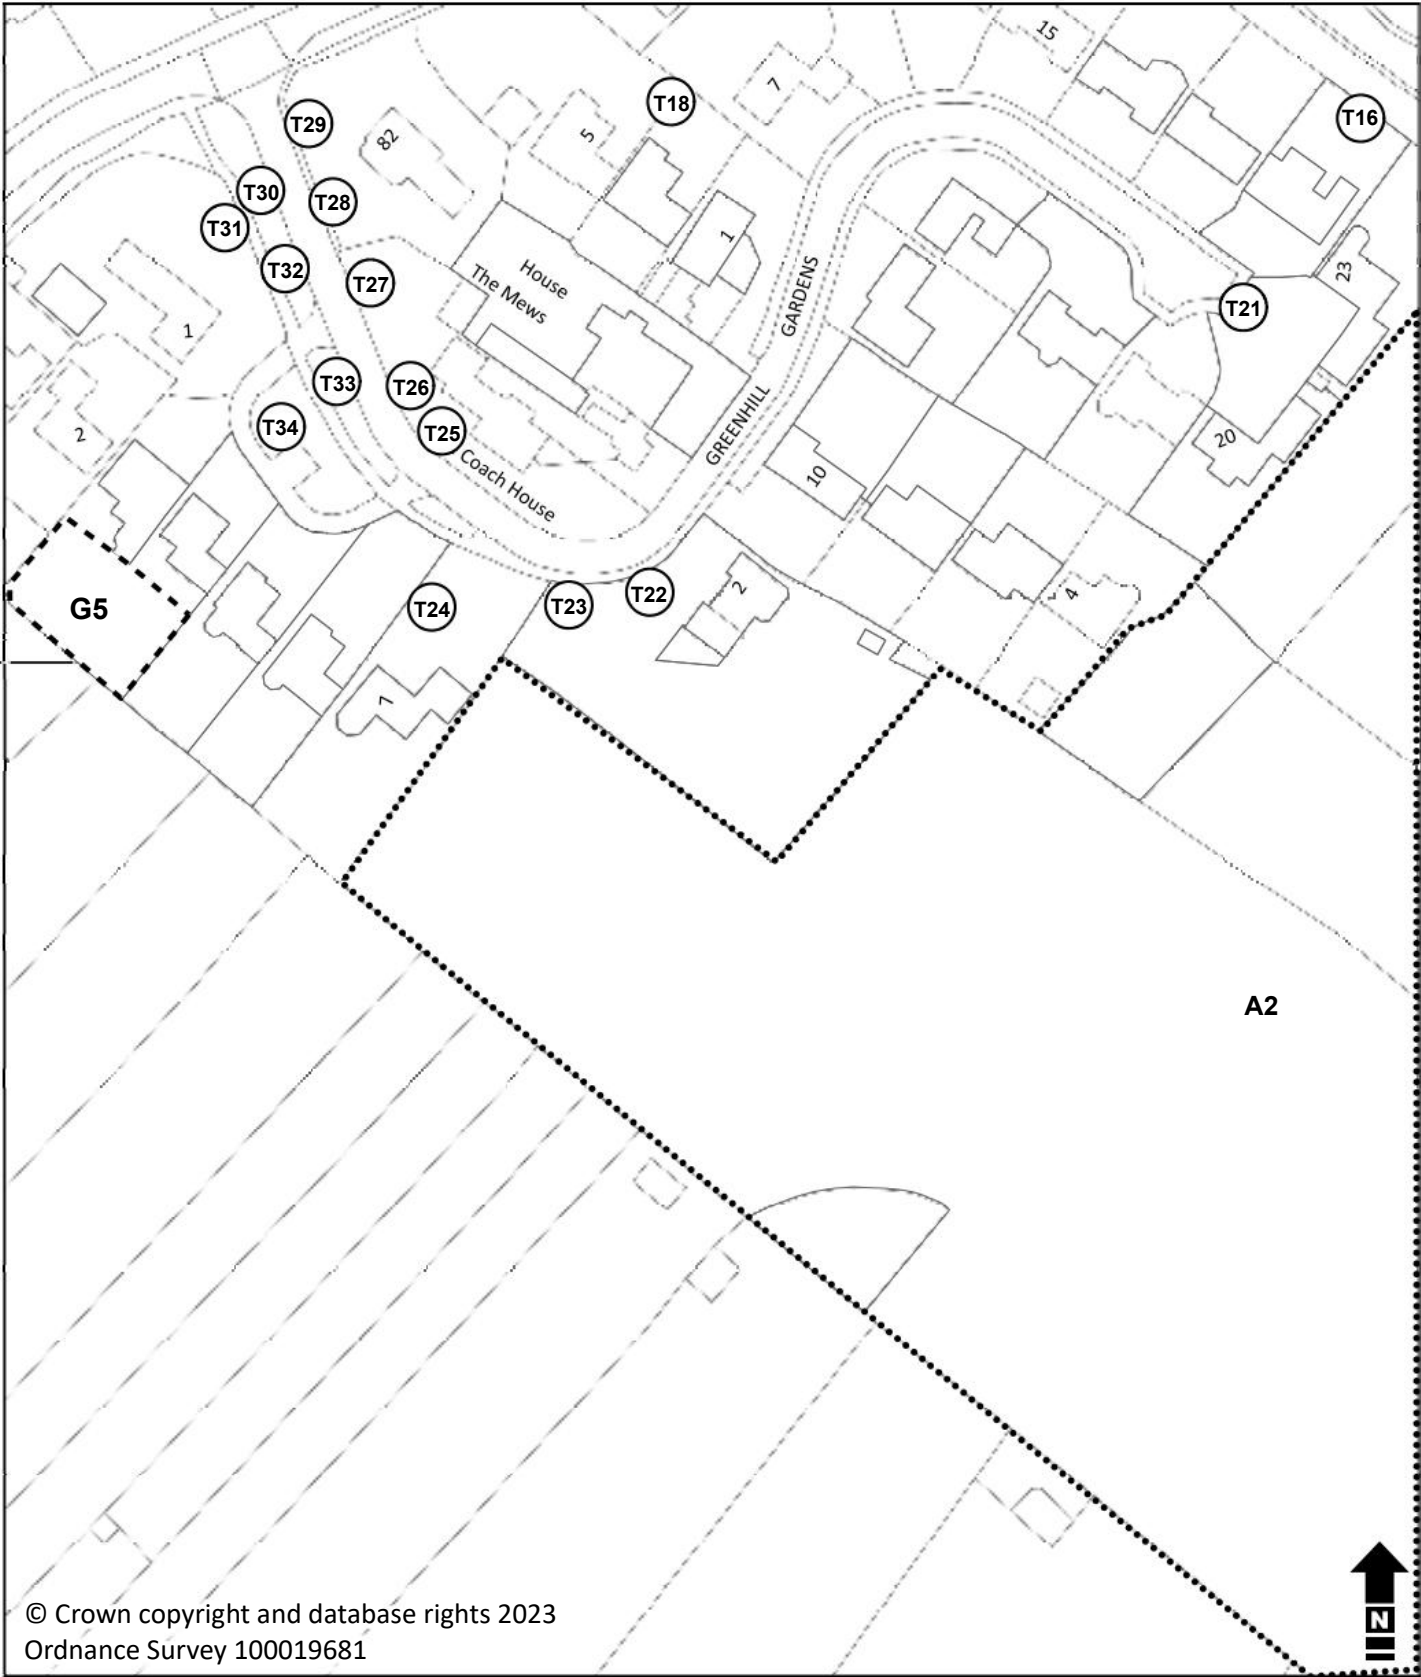 15
7
T18
T16
T29
82
5
T30
T28
T31
1
T32
T27
House
The Mews
GARDENS
23
T21
1
T33
T26
T34
T25
GREENHILL
2
20
Coach House
10
G5
T24
T23
T22
2
4
7
A2
© Crown copyright and database rights 2023
Ordnance Survey 100019681
N